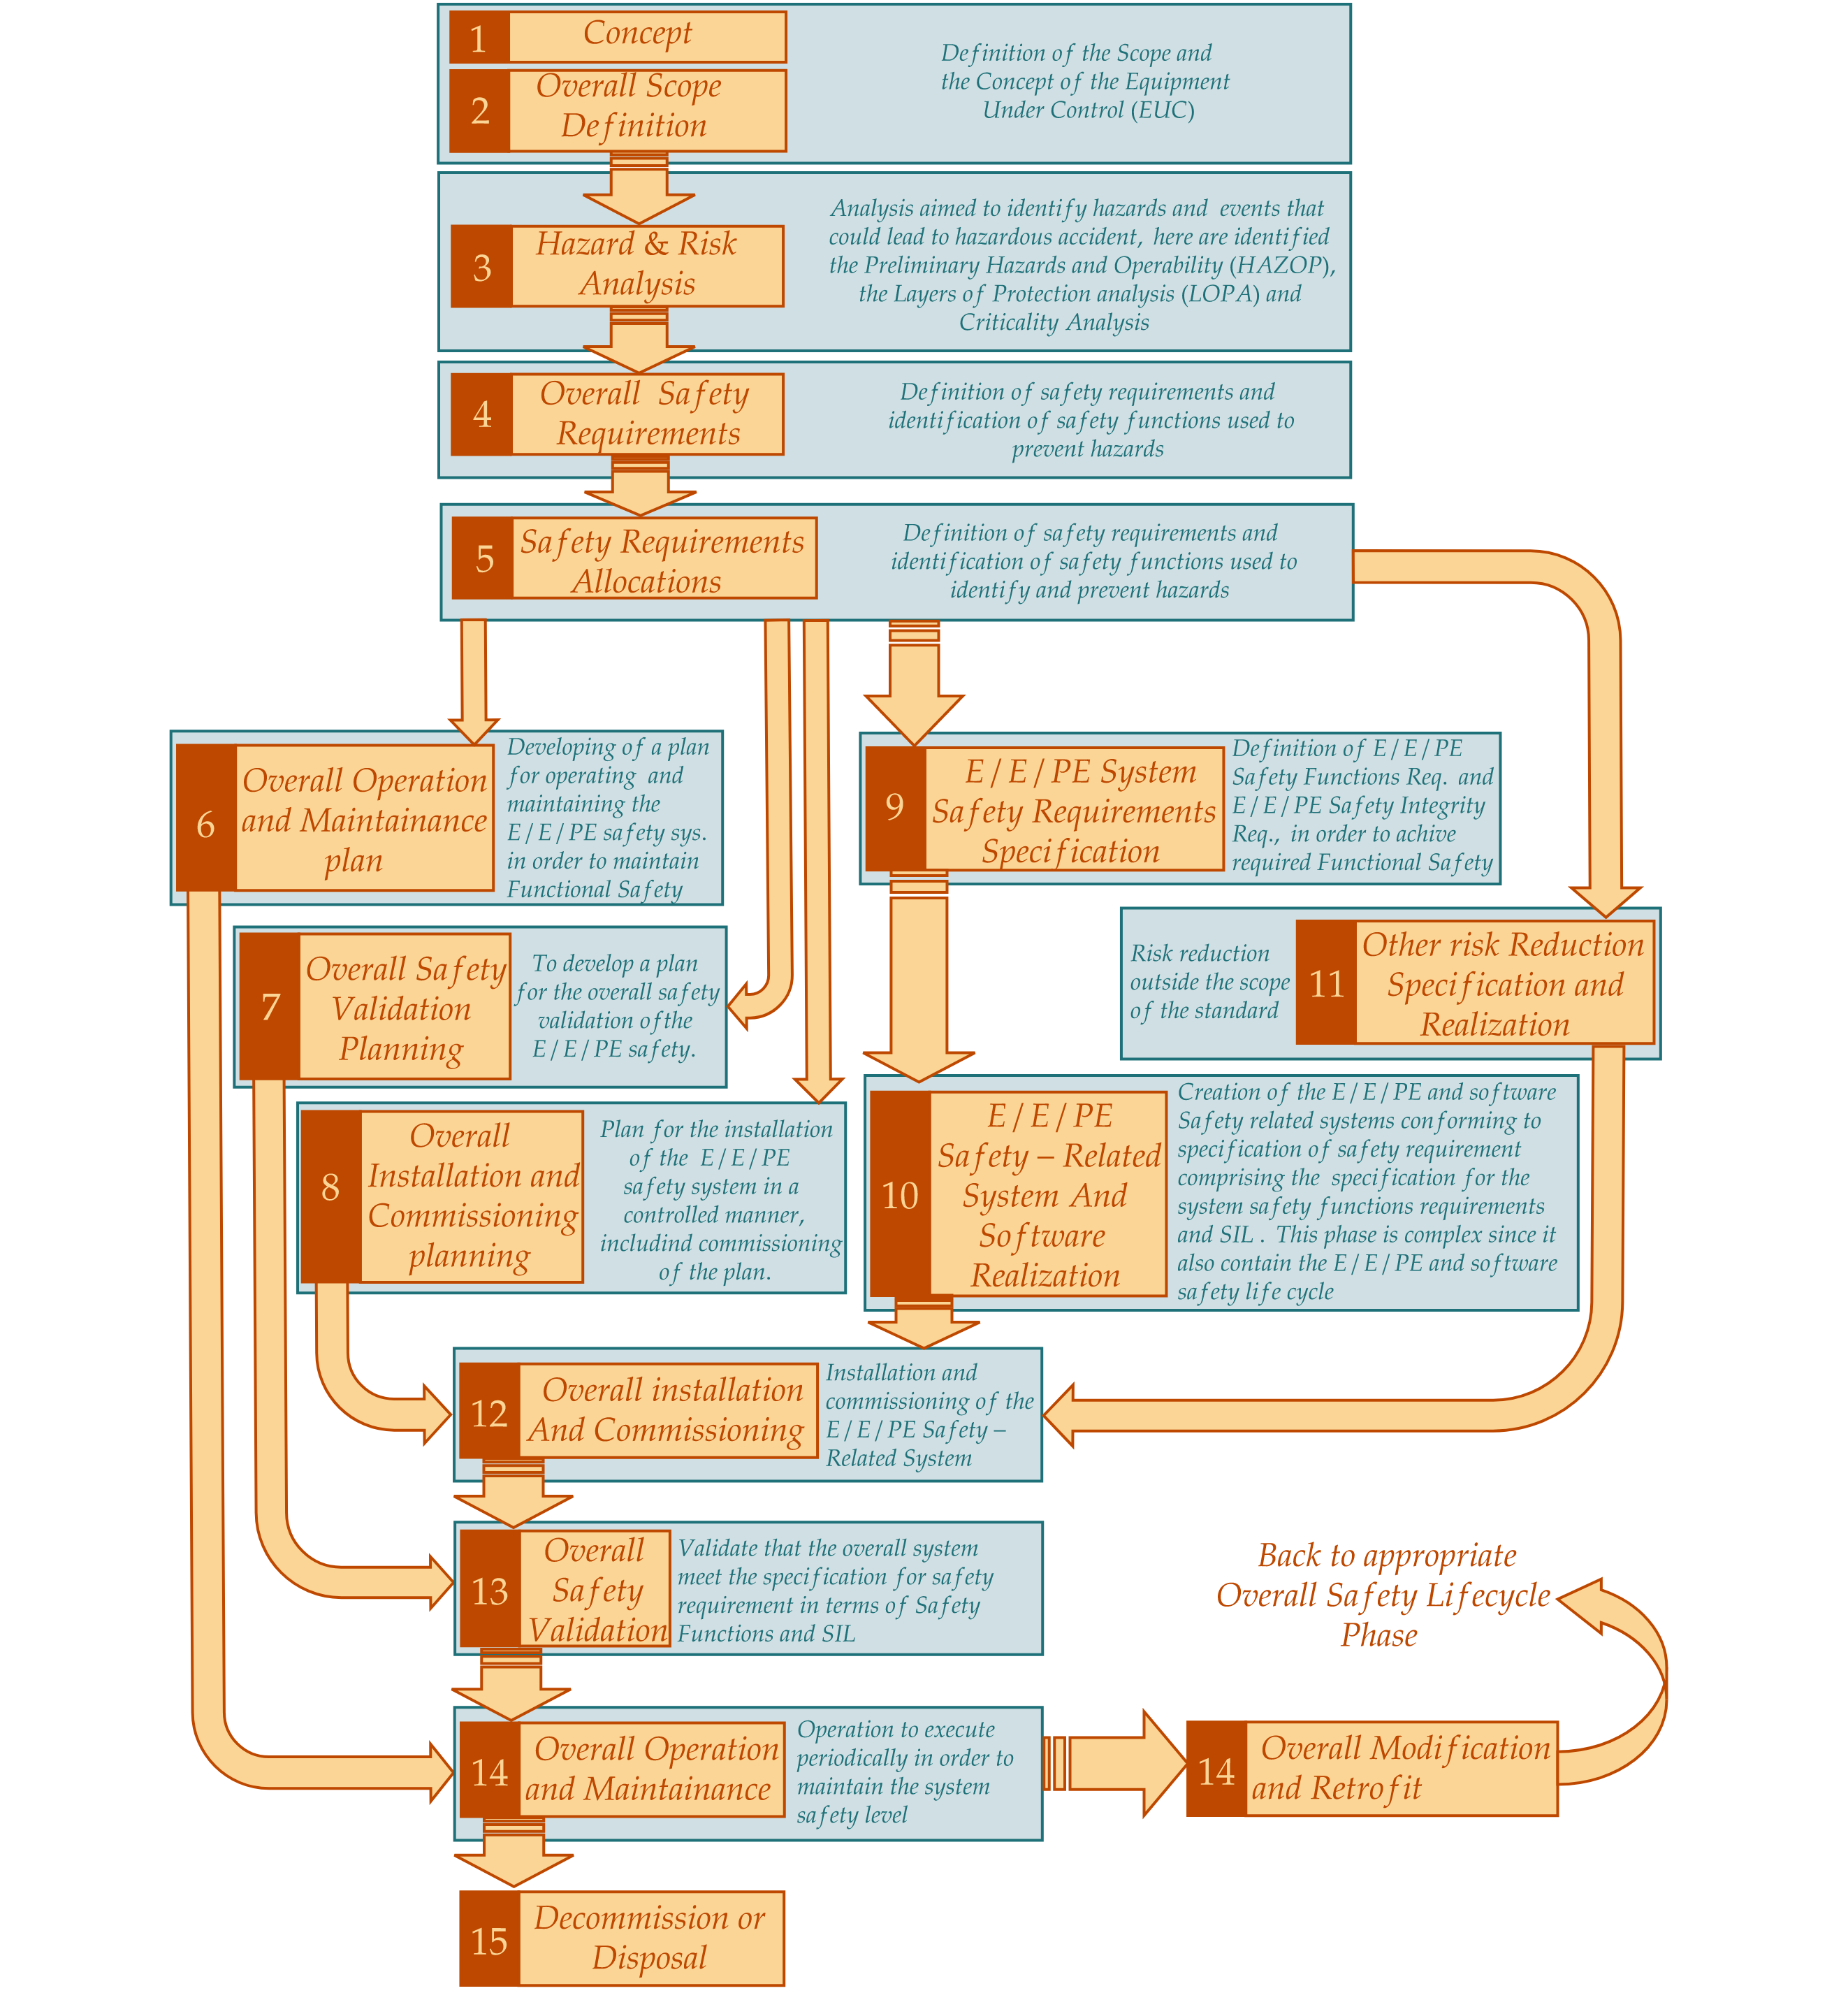 1
Concept
2
Overall Scope
Definition
Definition of the Scope and
the Concept of the Equipment
Under Control (EUC)
3
Hazard & Risk
Analysis
Analysis aimed to identify hazards and events that
could lead to hazardous accident, here are identified
the Preliminary Hazards and Operability (HAZOP),
the Layers of Protection analysis (LOPA) and
Criticality Analysis
4
Overall Safety
Requirements
Definition of safety requirements and
identification of safety functions used to
prevent hazards
5
Safety Requirements
Allocations
Definition of safety requirements and
identification of safety functions used to
identify and prevent hazards
6
Overall Operation
and Maintainance
plan
Developing of a plan
for operating and
maintaining the
E/E/PE safety sys.
in order to maintain
Functional Safety
9
E/E/PE System
Safety Requirements
Specification
Definition of E/E/PE
Safety Functions Req. and
E/E/PE Safety Integrity
Req., in order to achive
required Functional Safety
7
Overall Safety
Validation
Planning
To develop a plan
for the overall safety
validation ofthe
E/E/PE safety.
Risk reduction
outside the scope
of the standard
11
Other risk Reduction
Specification and
Realization
8
Overall
Installation and
Commissioning
planning
Plan for the installation
of the E/E/PE
safety system in a
controlled manner,
includind commissioning
of the plan.
10
E/E/PE
Safety – Related
System And
Software
Realization
Creation of the E/E/PE and software
Safety related systems conforming to
specification of safety requirement
comprising the specification for the
system safety functions requirements
and SIL . This phase is complex since it
also contain the E/E/PE and software
safety life cycle
12
Overall installation
And Commissioning
Installation and
commissioning of the
E/E/PE Safety –
Related System
13
Overall
Safety
Validation
Validate that the overall system
meet the specification for safety
requirement in terms of Safety
Functions and SIL
Back to appropriate
Overall Safety Lifecycle
Phase
14
Overall Operation
and Maintainance
Operation to execute
periodically in order to
maintain the system
safety level
14
Overall Modification
and Retrofit
15
Decommission or
Disposal